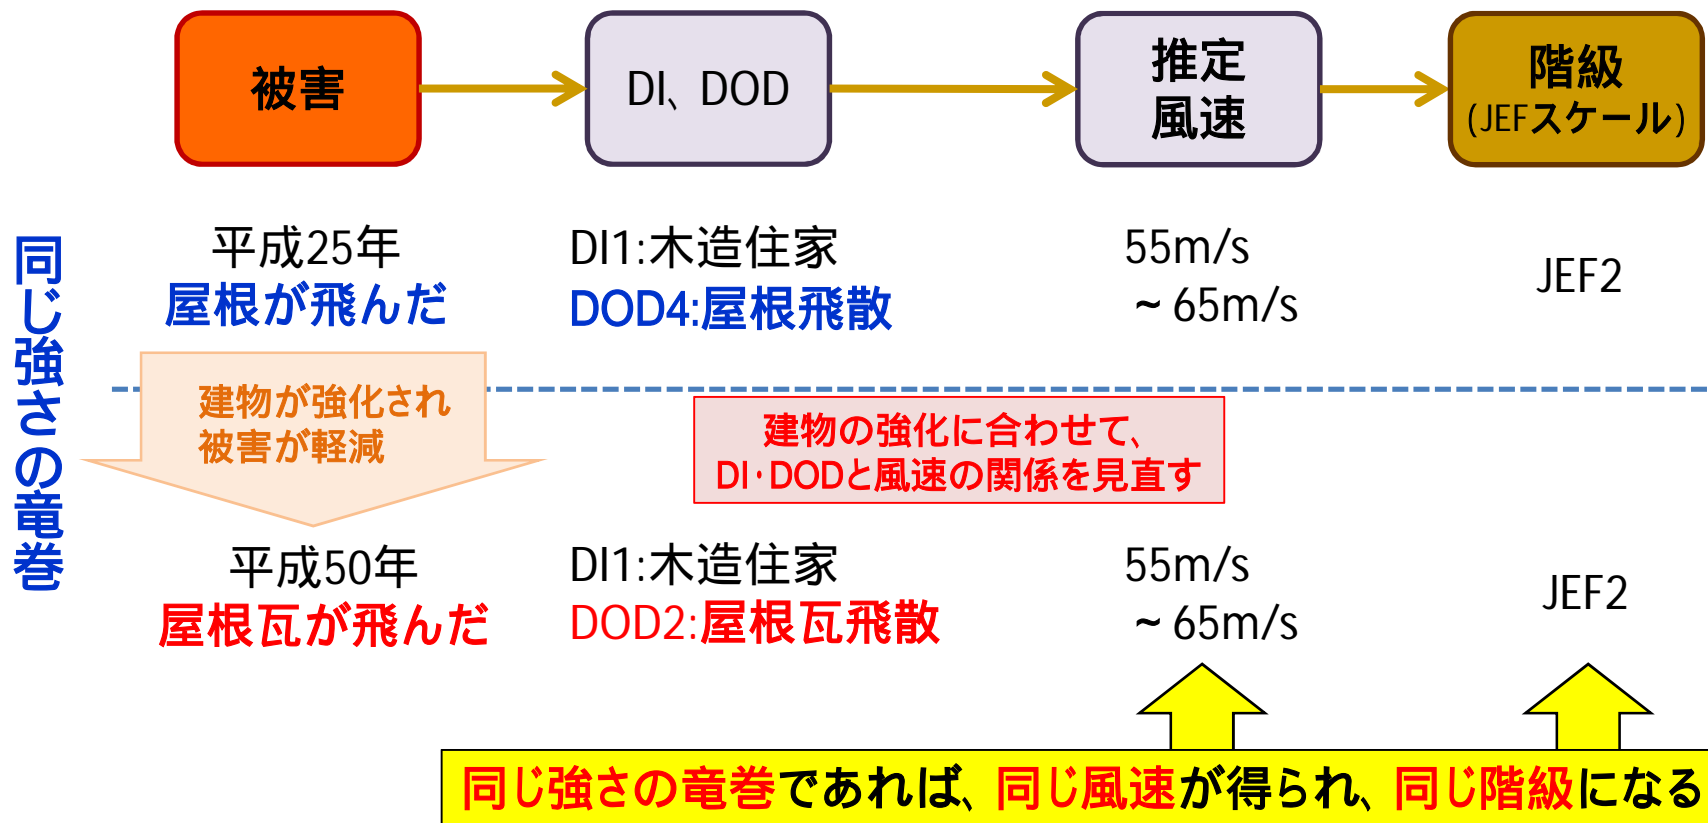 被害
DI、DOD
推定
風速
階級
(JEFスケール)
同じ強さの竜巻
平成25年
屋根が飛んだ
DI1:木造住家
DOD4:屋根飛散
55m/s
~ 65m/s
JEF2
建物が強化され
被害が軽減
建物の強化に合わせて、
DI・DODと風速の関係を見直す
平成50年
屋根瓦が飛んだ
DI1:木造住家
DOD2:屋根瓦飛散
55m/s
~ 65m/s
JEF2
同じ強さの竜巻であれば、同じ風速が得られ、同じ階級になる